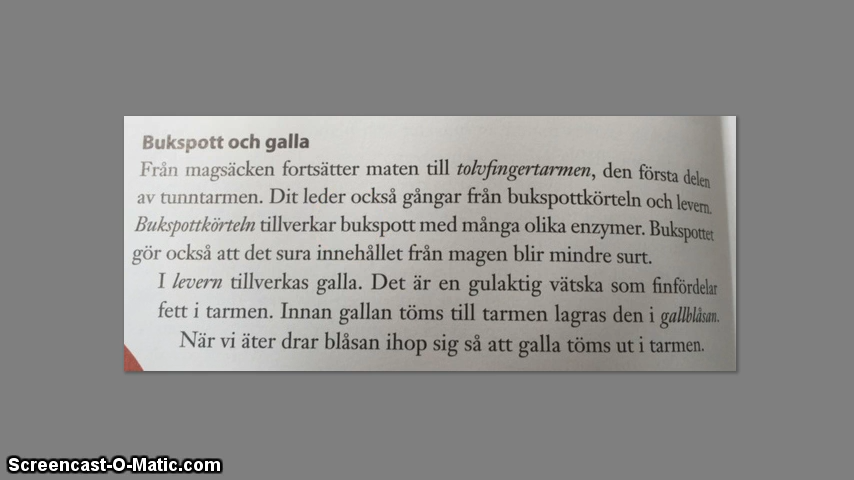 Bukspott och galla
Från magsäcken fortsätter maten till tolvfingertarmen, den första delen
av tunntarmen. Dit leder också gångar från bukspottkörteln och levern.
Bukspottkörteln tillverkar bukspott med många olika enzymer. Bukspottet
gör också att det sura innehållet från magen blir mindre surt.
I levern tillverkas galla. Det är en gulaktig vätska som finfördelar
fett i tarmen. Innan gallan töms till tarmen lagras den i gallblåsan.
När vi äter drar blåsan ihop sig så att galla töms ut i tarmen.
Screencast-O-Matic.com